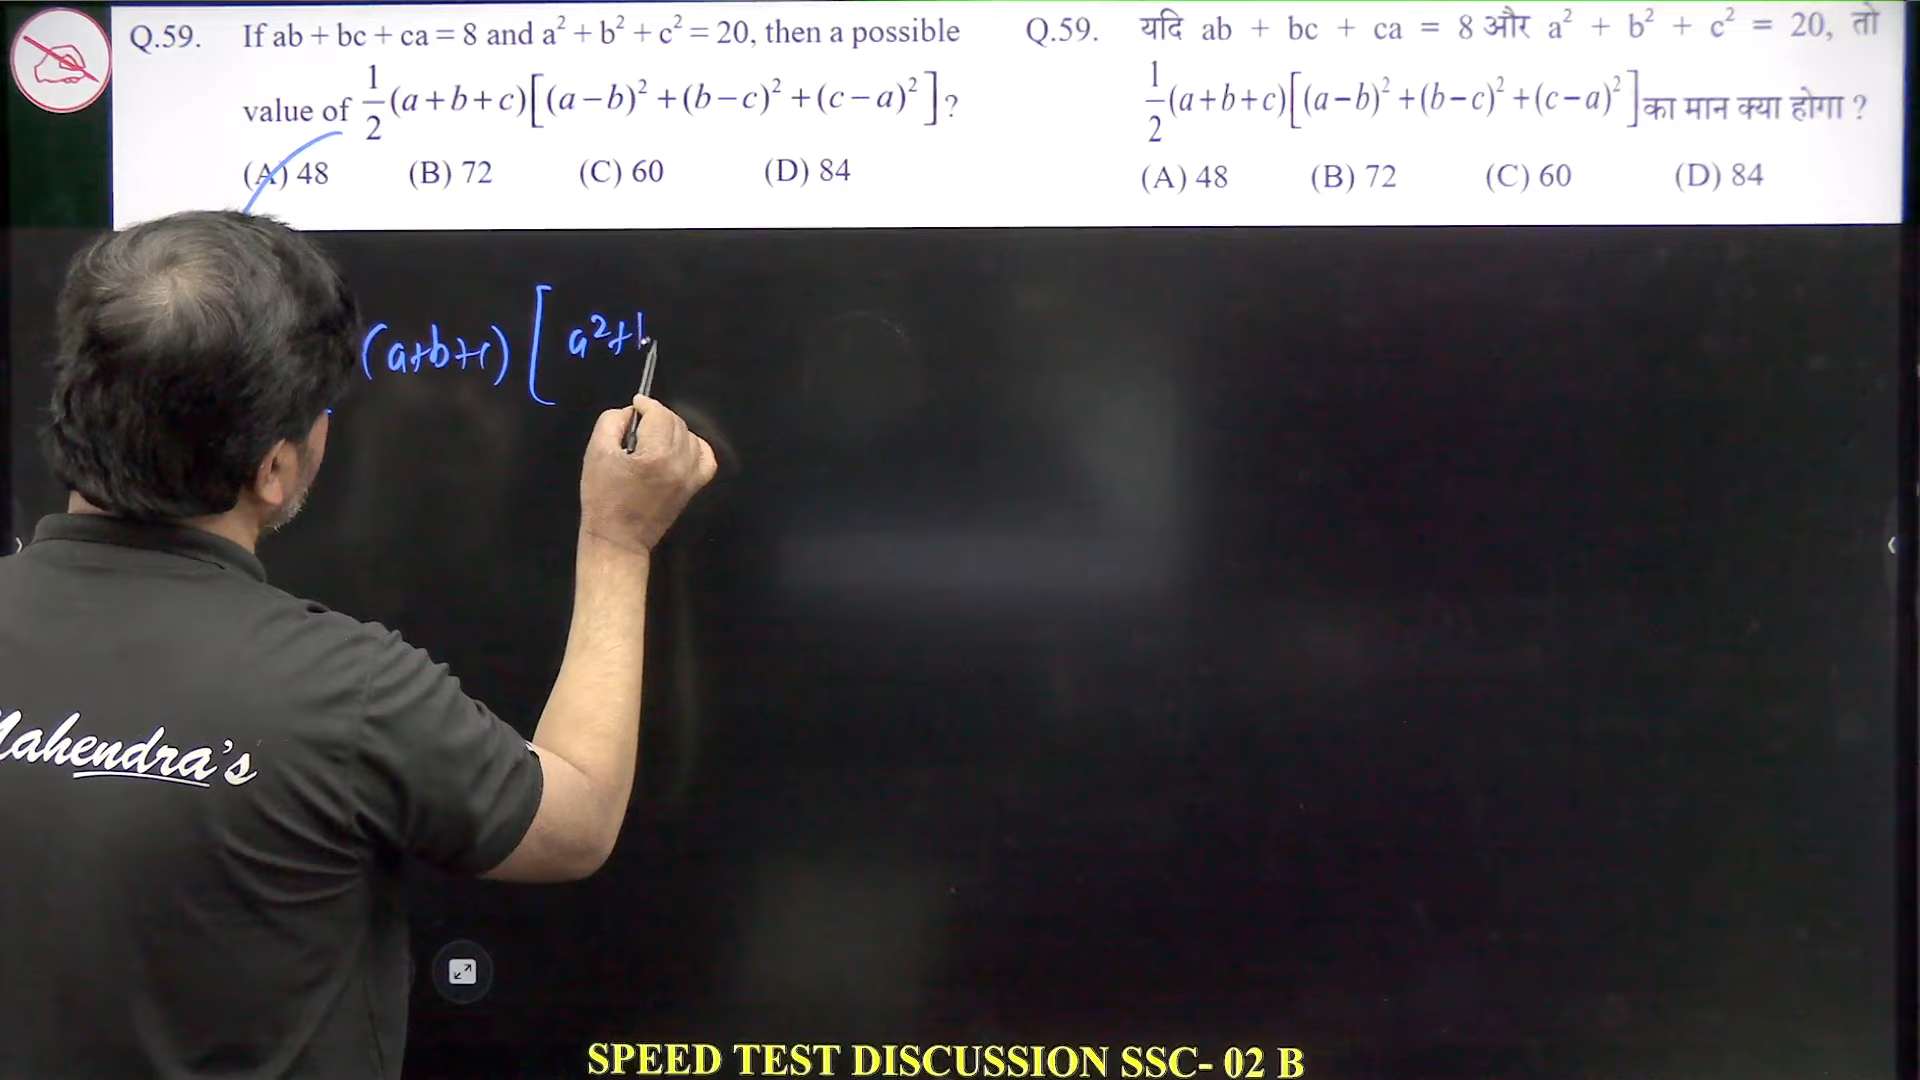 Q.59. If ab + bc + ca = 8 and a² + b² + c² = 20, then a possible
value of 1/2 (a+b+c)[(a−b)² +(b−c)² +(c−a)²] ?
(A) 48 (B) 72 (C) 60 (D) 84
Q.59. यदि ab + bc + ca = 8 और a² + b² + c² = 20, तो
1/2 (a+b+c)[(a−b)² +(b−c)² +(c−a)²] का मान क्या होगा ?
(A) 48 (B) 72 (C) 60 (D) 84
(a+b+c) [ a²+b
Mahendra's
SPEED TEST DISCUSSION SSC- 02 B